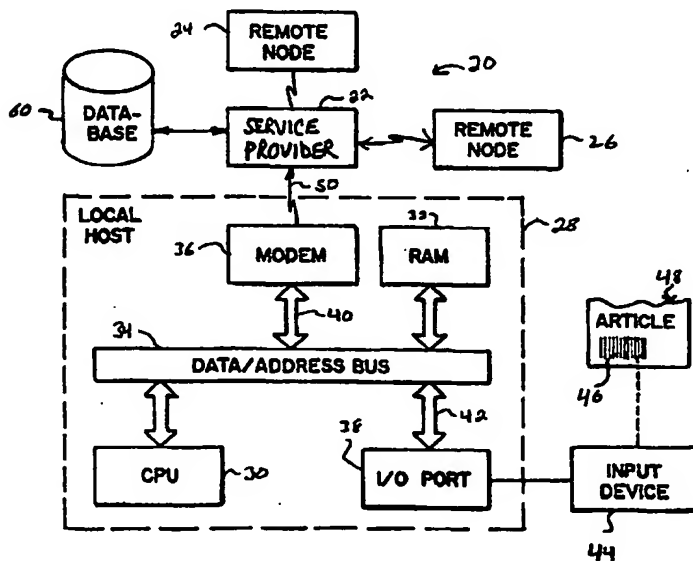 24
REMOTE
NODE
20
60
DATA-
BASE
22
SERVICE
PROVIDER
REMOTE
NODE
26
50
LOCAL
HOST
28
36
MODEM
RAM
40
48
ARTICLE
46
34
DATA/ADDRESS BUS
42
38
CPU
30
I/O PORT
INPUT
DEVICE
44